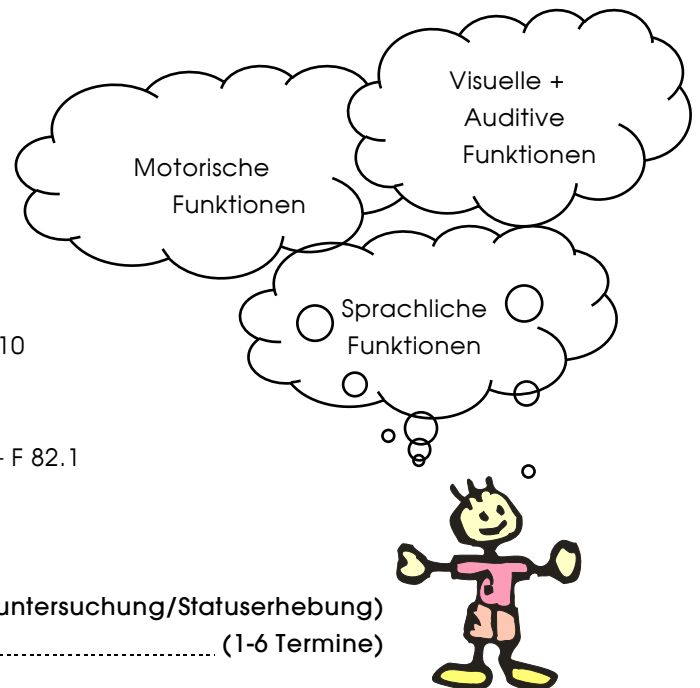 Visuelle +
Auditive
Funktionen
Motorische
Funktionen
Sprachliche
Funktionen
10
- F 82.1
untersuchung/Statuserhebung)
(1-6 Termine)